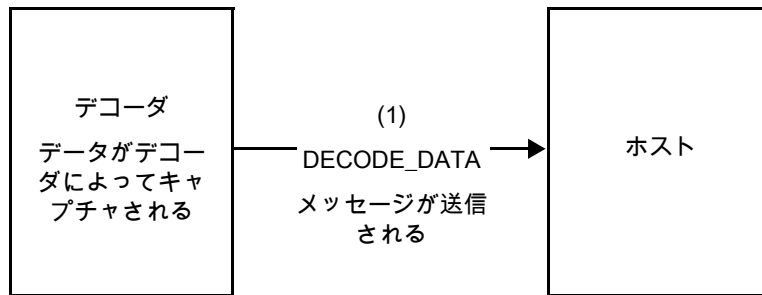 デコーダ
データがデコー
ダによってキャ
プチャされる
(1)
DECODE_DATA
メッセージが送信
される
ホスト